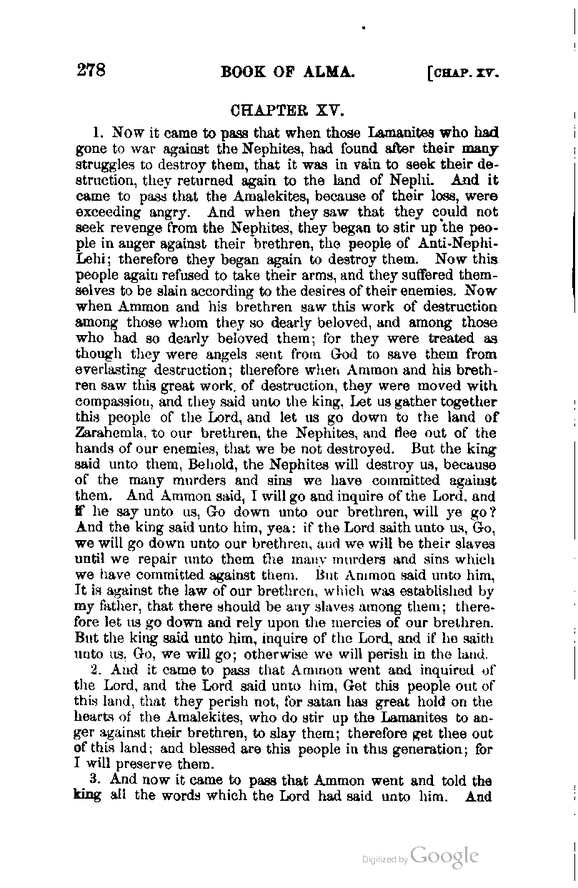 278 BOOK OF ALMA. [CHAP. XV.
CHAPTER XV.
1. Now it came to pass that when those Lamanites who had
gone to war against the Nephites, had found after their many
struggles to destroy them, that it was in vain to seek their de-
struction, they returned again to the land of Nephi. And it
came to pass that the Amalekites, because of their loss, were
exceeding angry. And when they saw that they could not
seek revenge from the Nephites, they began to stir up the peo-
ple in anger against their brethren, the people of Anti-Nephi-
Lehi; therefore they began again to destroy them. Now this
people again refused to take their arms, and they suffered them-
selves to be slain according to the desires of their enemies. Now
when Ammon and his brethren saw this work of destruction
among those whom they so dearly beloved, and among those
who had so dearly beloved them; for they were treated as
though they were angels sent from God to save them from
everlasting destruction; therefore when Ammon and his breth-
ren saw this great work of destruction, they were moved with
compassion, and they said unto the king, Let us gather together
this people of the Lord, and let us go down to the land of
Zarahemla, to our brethren, the Nephites, and flee out of the
hands of our enemies, that we be not destroyed. But the king
said unto them, Behold, the Nephites will destroy us, because
of the many murders and sins we have committed against
them. And Ammon said, I will go and inquire of the Lord, and
if he say unto us, Go down unto our brethren, will ye go?
And the king said unto him, yea: if the Lord saith unto us, Go,
we will go down unto our brethren, and we will be their slaves
until we repair unto them the many murders and sins which
we have committed against them. But Ammon said unto him,
It is against the law of our brethren, which was established by
my father, that there should be any slaves among them; there-
fore let us go down and rely upon the mercies of our brethren.
But the king said unto him, inquire of the Lord, and if he saith
unto us, Go, we will go; otherwise we will perish in the land.
2. And it came to pass that Ammon went and inquired of
the Lord, and the Lord said unto him, Get this people out of
this land, that they perish not, for satan has great hold on the
hearts of the Amalekites, who do stir up the Lamanites to an-
ger against their brethren, to slay them; therefore get thee out
of this land; and blessed are this people in this generation; for
I will preserve them.
3. And now it came to pass that Ammon went and told the
king all the words which the Lord had said unto him. And
Digitized by Google